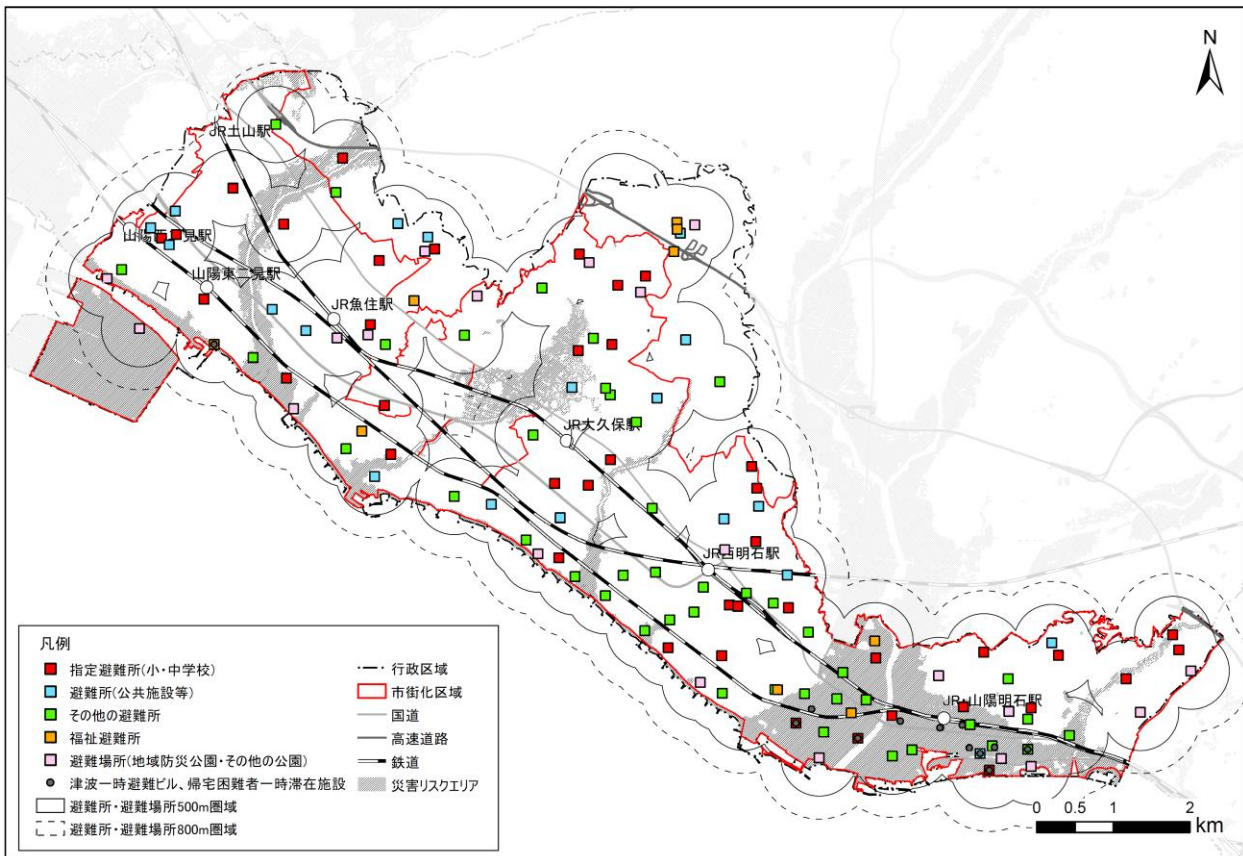 N
JR土山駅
山陽西二見駅
山陽東二見駅
JR魚住駅
JR大久保駅
JR西明石駅
JR・山陽明石駅
凡例
指定避難所(小・中学校)
避難所(公共施設等)
その他の避難所
福祉避難所
避難場所(地域防災公園・その他の公園)
津波一時避難ビル、帰宅困難者一時滞在施設
避難所・避難場所500m圏域
避難所・避難場所800m圏域
行政区域
市街化区域
国道
高速道路
鉄道
災害リスクエリア
0 0.5 1 2
km